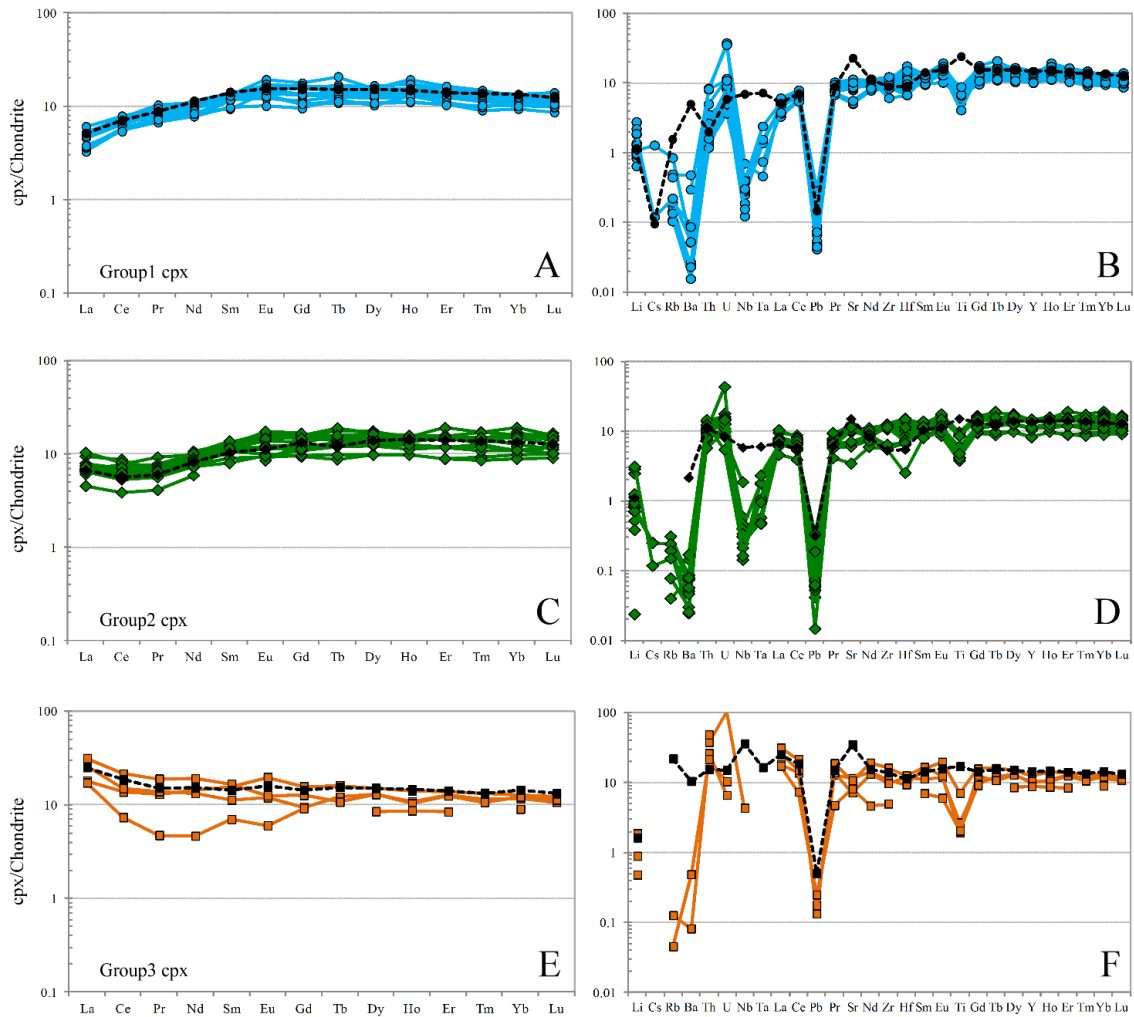 100
10
1
0.1
cpx/Chondrite
Group1 cpx
A
La Ce Pr Nd Sm Eu Gd Tb Dy Ho Er Tm Yb Lu
100
10
1
0.1
0.01
B
Li Cs Rb Ba Th U Nb Ta La Ce Pb Pr Sr Nd Zr Hf Sm Eu Ti Gd Tb Dy Y Ho Er Tm Yb Lu
100
10
1
0.1
cpx/Chondrite
Group2 cpx
C
La Ce Pr Nd Sm Eu Gd Tb Dy Ho Er Tm Yb Lu
100
10
1
0.1
0.01
D
Li Cs Rb Ba Th U Nb Ta La Ce Pb Pr Sr Nd Zr Hf Sm Eu Ti Gd Tb Dy Y Ho Er Tm Yb Lu
100
10
1
0.1
cpx/Chondrite
Group3 cpx
E
La Ce Pr Nd Sm Eu Gd Tb Dy Ho Er Tm Yb Lu
100
10
1
0.1
0.01
F
Li Cs Rb Ba Th U Nb Ta La Ce Pb Pr Sr Nd Zr Hf Sm Eu Ti Gd Tb Dy Y Ho Er Tm Yb Lu